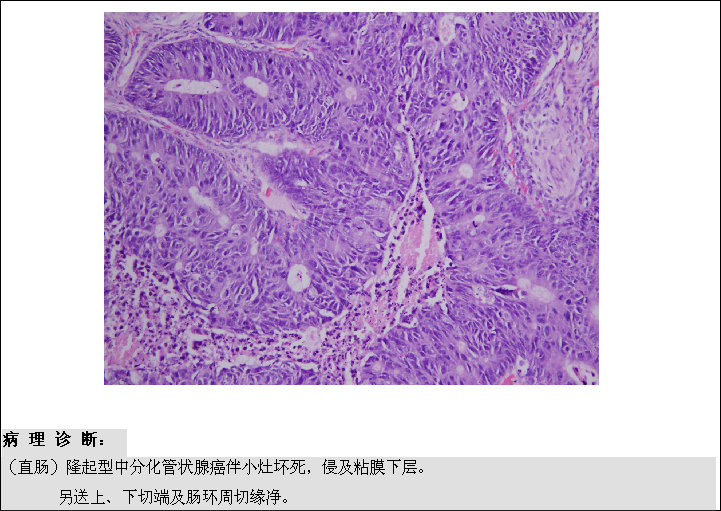 病 理 诊 断：
（直肠）隆起型中分化管状腺癌伴小灶坏死，侵及粘膜下层。
另送上、下切端及肠环周切缘净。